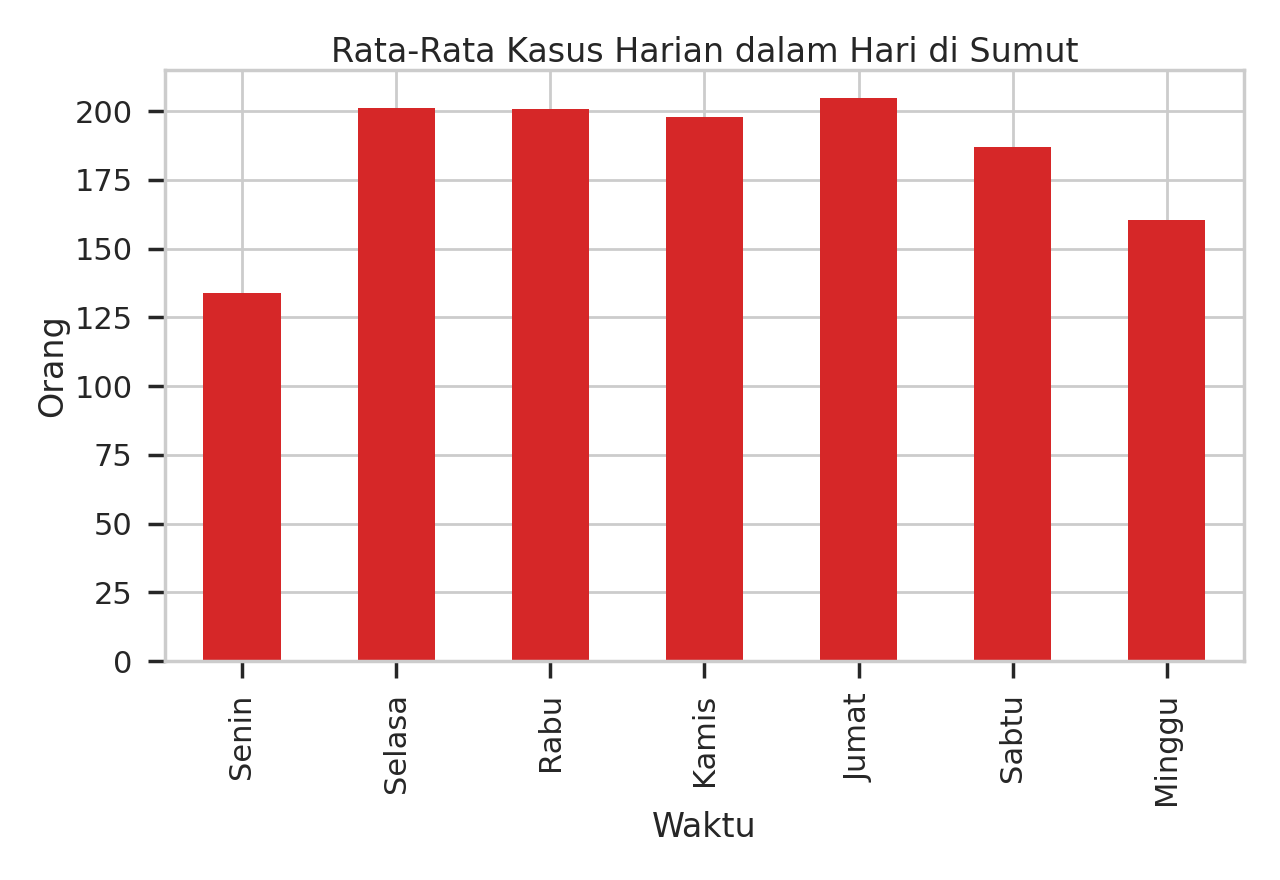 Rata-Rata Kasus Harian dalam Hari di Sumut
Orang
200
175
150
125
100
75
50
25
0
Senin
Selasa
Rabu
Kamis
Jumat
Sabtu
Minggu
Waktu